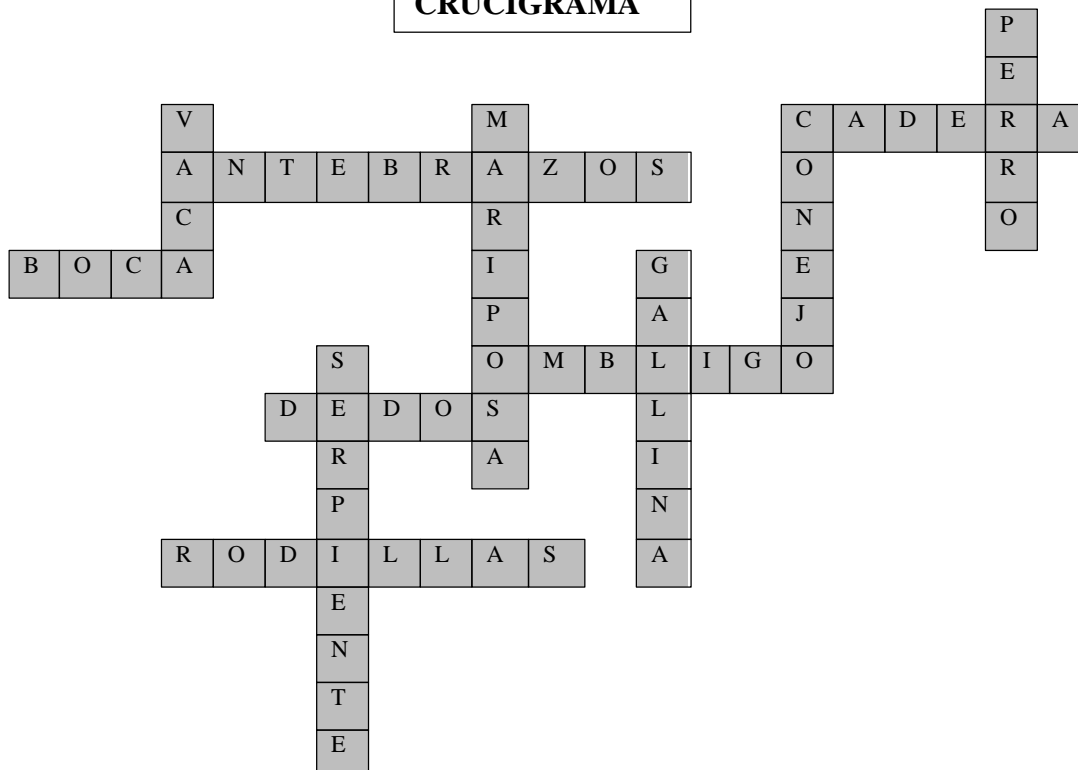 CRUCIGRAMA
P
E
V M C A D E R A
A N T E B R A Z O S O R
C R N O
B O C A I G E
P A J
S O M B L I G O
D E D O S L
R A I
P N
R O D I L L A S A
E
N
T
E